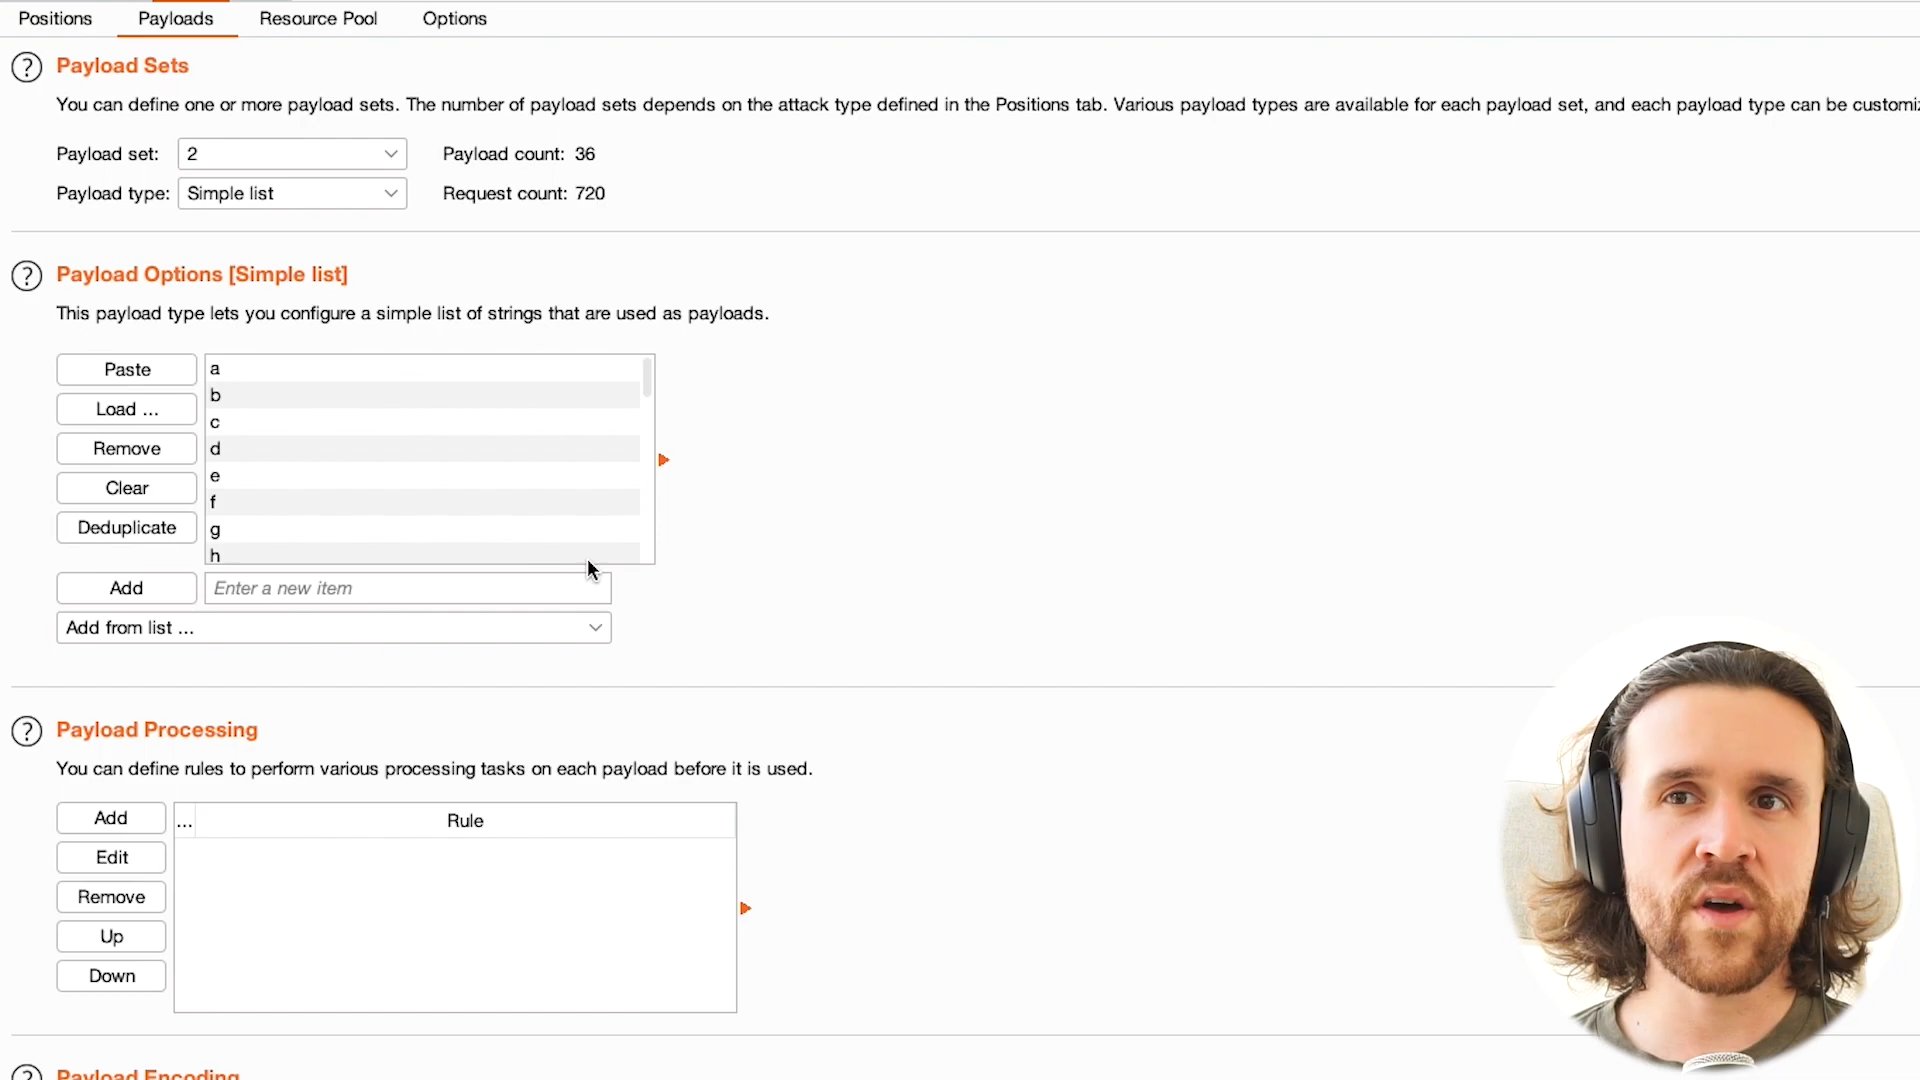 Positions Payloads Resource Pool Options
Payload Sets
You can define one or more payload sets. The number of payload sets depends on the attack type defined in the Positions tab. Various payload types are available for each payload set, and each payload type can be customiz
Payload set: 2 Payload count: 36
Payload type: Simple list Request count: 720
Payload Options [Simple list]
This payload type lets you configure a simple list of strings that are used as payloads.
Paste
Load ...
Remove
Clear
Deduplicate
a
b
c
d
e
f
g
h
Add Enter a new item
Add from list ...
Payload Processing
You can define rules to perform various processing tasks on each payload before it is used.
Add
Edit
Remove
Up
Down
... Rule
Payload Encoding